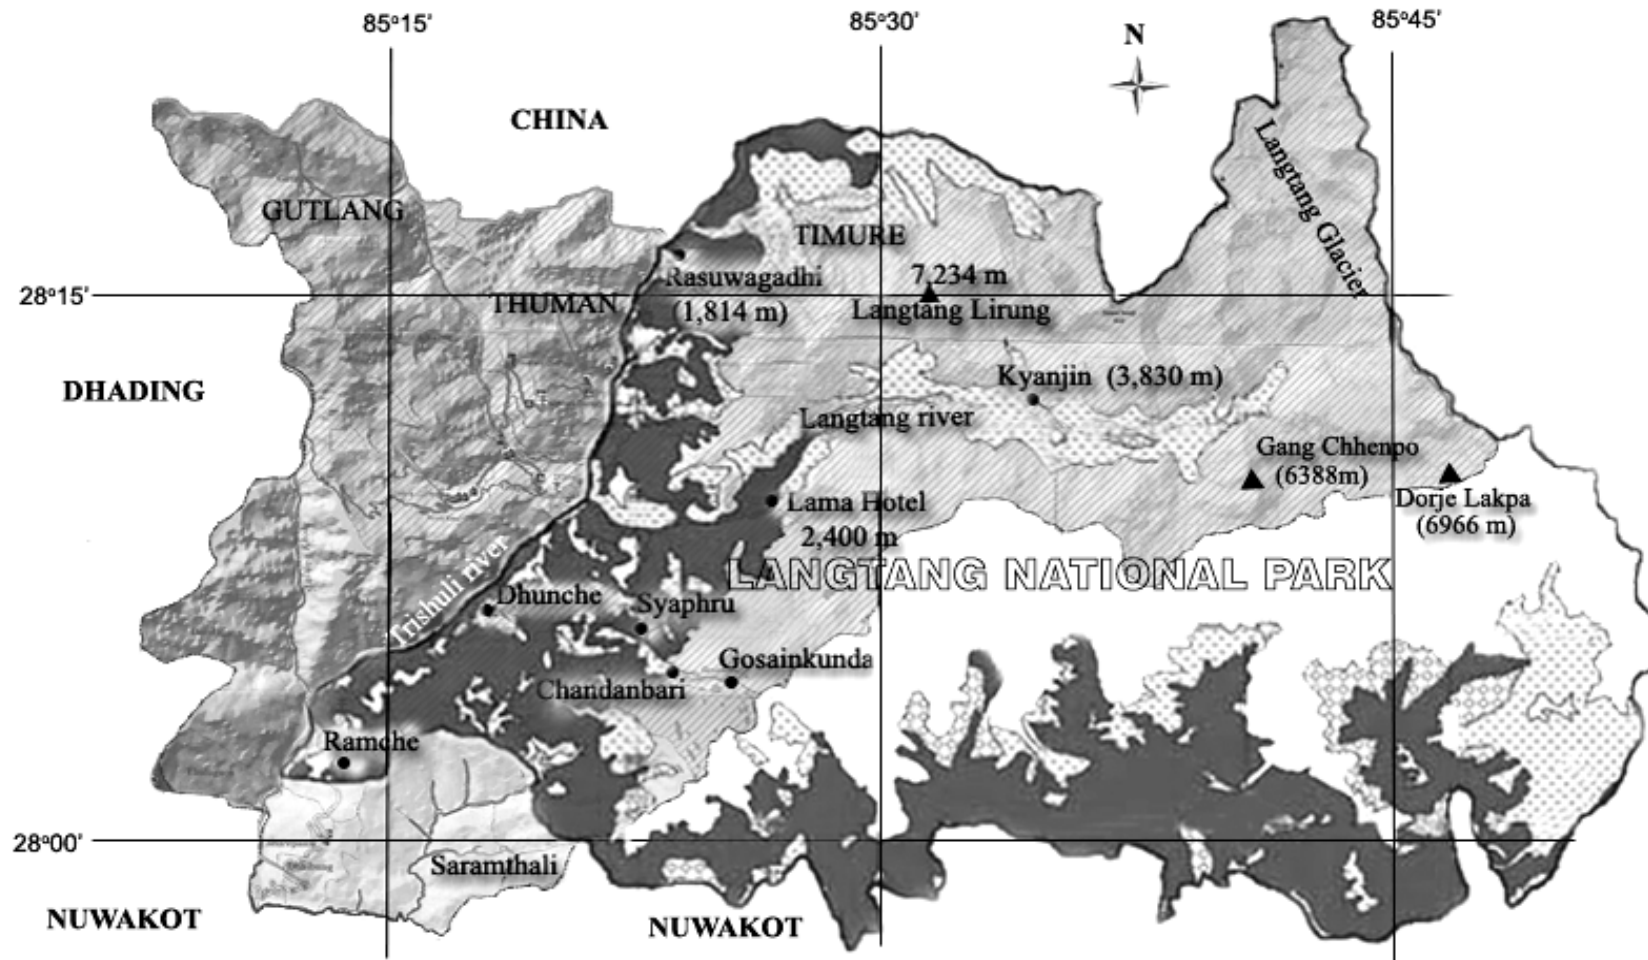 85°15'
85°30'
85°45'
N
CHINA
Langtang Glacier
GUTLANG
TIMURE
Rasuwagadhi
(1,814 m)
7,234 m
Langtang Lirung
28°15'
THUMAN
DHADING
Kyanjin (3,830 m)
Langtang river
Gang Chhenpo
(6388m)
Dorje Lakpa
(6966 m)
Lama Hotel
2,400 m
LANGTANG NATIONAL PARK
Trishuli river
Dhunche
Syaphru
Gosainkunda
Chandanbari
Ramche
28°00'
Saramthali
NUWAKOT
NUWAKOT